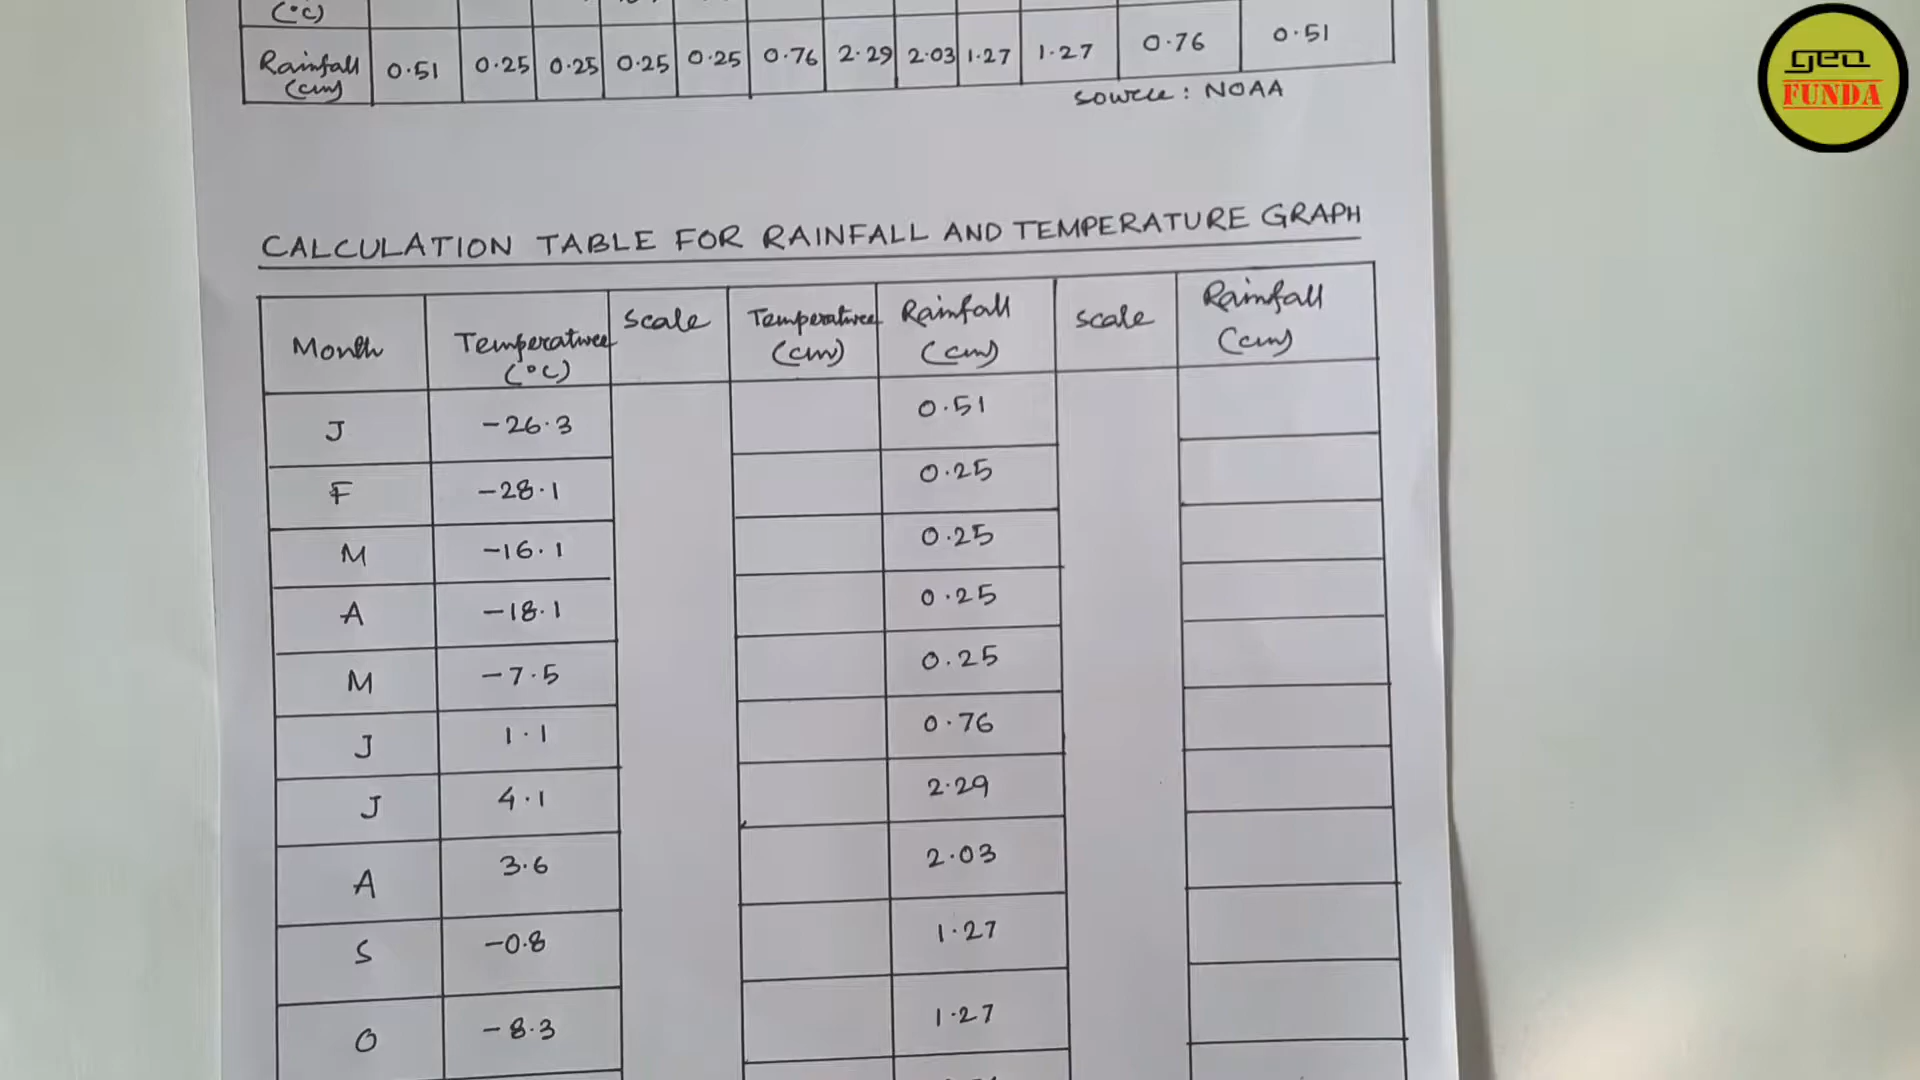 (°C)
Rainfall 0.51 0.25 0.25 0.25 0.25 0.76 2.29 2.03 1.27 1.27 0.76 0.51
(cm)
source : NOAA
geo
FUNDA
CALCULATION TABLE FOR RAINFALL AND TEMPERATURE GRAPH
Month Temperature (°C) Scale Temperature (cm) Rainfall (cm) scale Rainfall (cm)
J -26.3 0.51
F -28.1 0.25
M -16.1 0.25
A -18.1 0.25
M -7.5 0.25
J 1.1 0.76
J 4.1 2.29
A 3.6 2.03
S -0.8 1.27
O -8.3 1.27